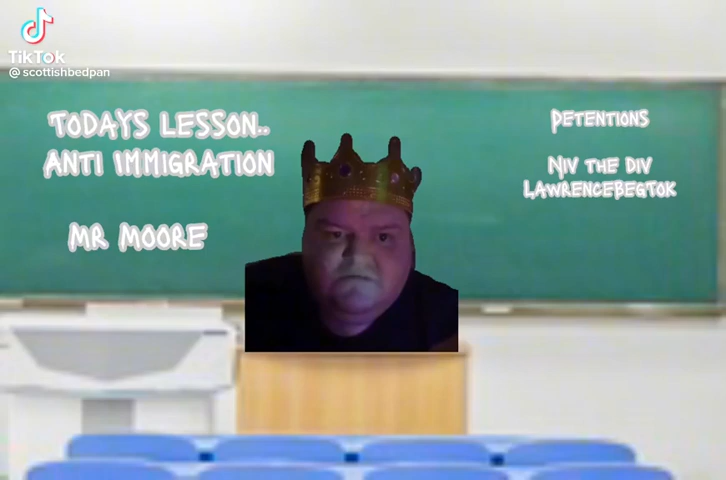 TikTok
@scottishbedpan
TODAYS LESSON..
ANTI IMMIGRATION
MR MOORE
DETENTIONS
NIV THE DIV
LAWRENCEBEGTOK